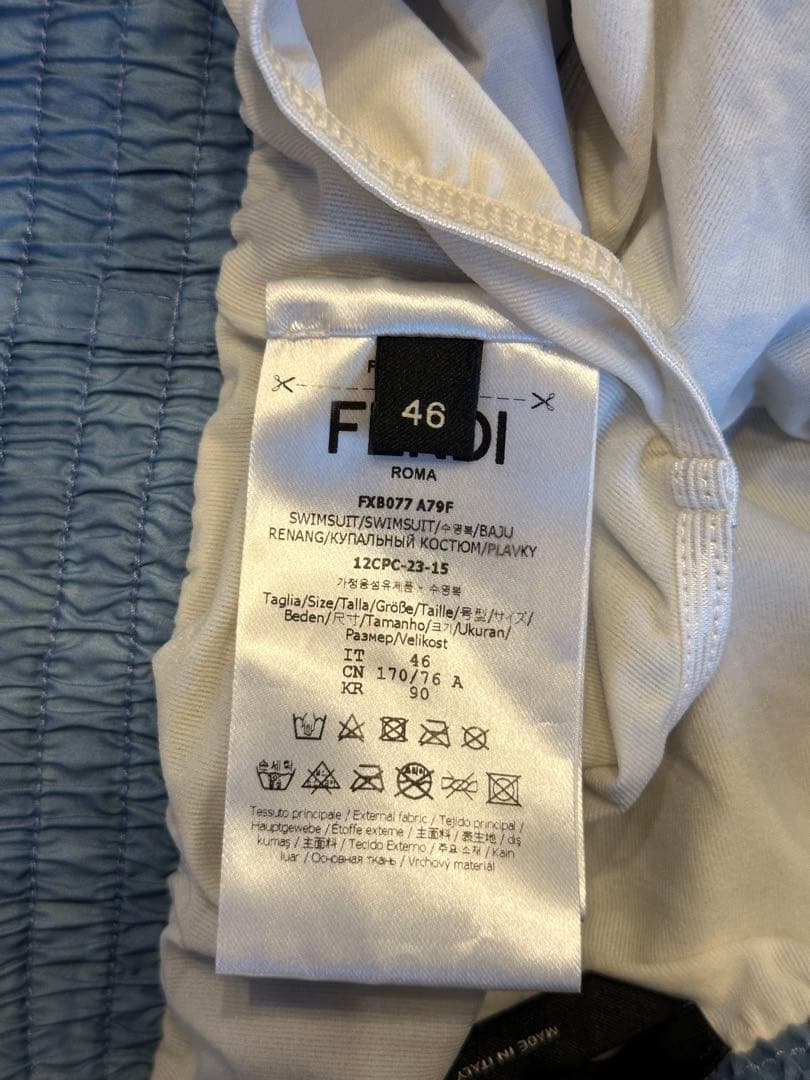 46
ROMA
FXB077 A79F
SWIMSUIT/SWIMSUIT/수영복/BAJU
RENANG/КУПАЛЬНЫЙ КОСТЮМ/PLAVKY
12CPC-23-15
가정용섬유제품 - 수영복
Taglia/Size/Talla/Größe/Taille/号型/サイズ/
Beden/尺寸/Tamanho/크기/Ukuran/
Размер/Velikost
IT 46
CN 170/76 A
KR 90
손세탁
Tessuto principale / External fabric / Tejido principal /
Hauptgewebe / Étoffe externe / 主面料 / 表生地 / dış
kumaş / 主面料 / Tecido Externo / 주요 소재 / Kain
luar / Основная ткань / Vrchový materiál
MADE IN ITALY